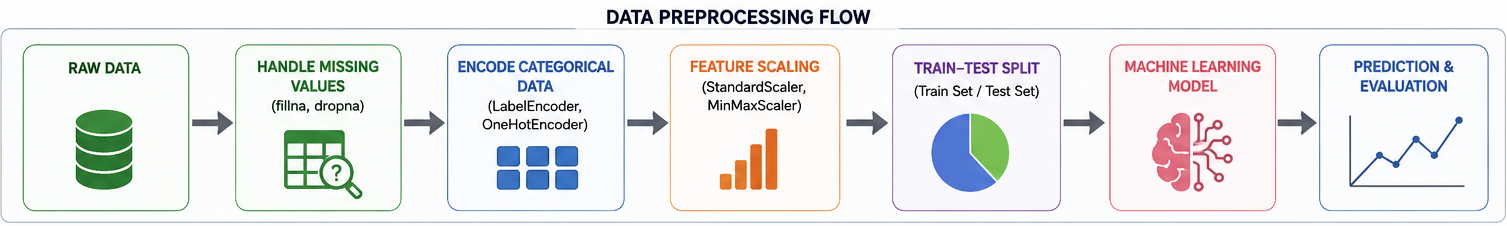 DATA PREPROCESSING FLOW
RAW DATA
HANDLE MISSING
VALUES
(fillna, dropna)
?
ENCODE CATEGORICAL
DATA
(LabelEncoder,
OneHotEncoder)
FEATURE SCALING
(StandardScaler,
MinMaxScaler)
TRAIN–TEST SPLIT
(Train Set / Test Set)
MACHINE LEARNING
MODEL
PREDICTION &
EVALUATION